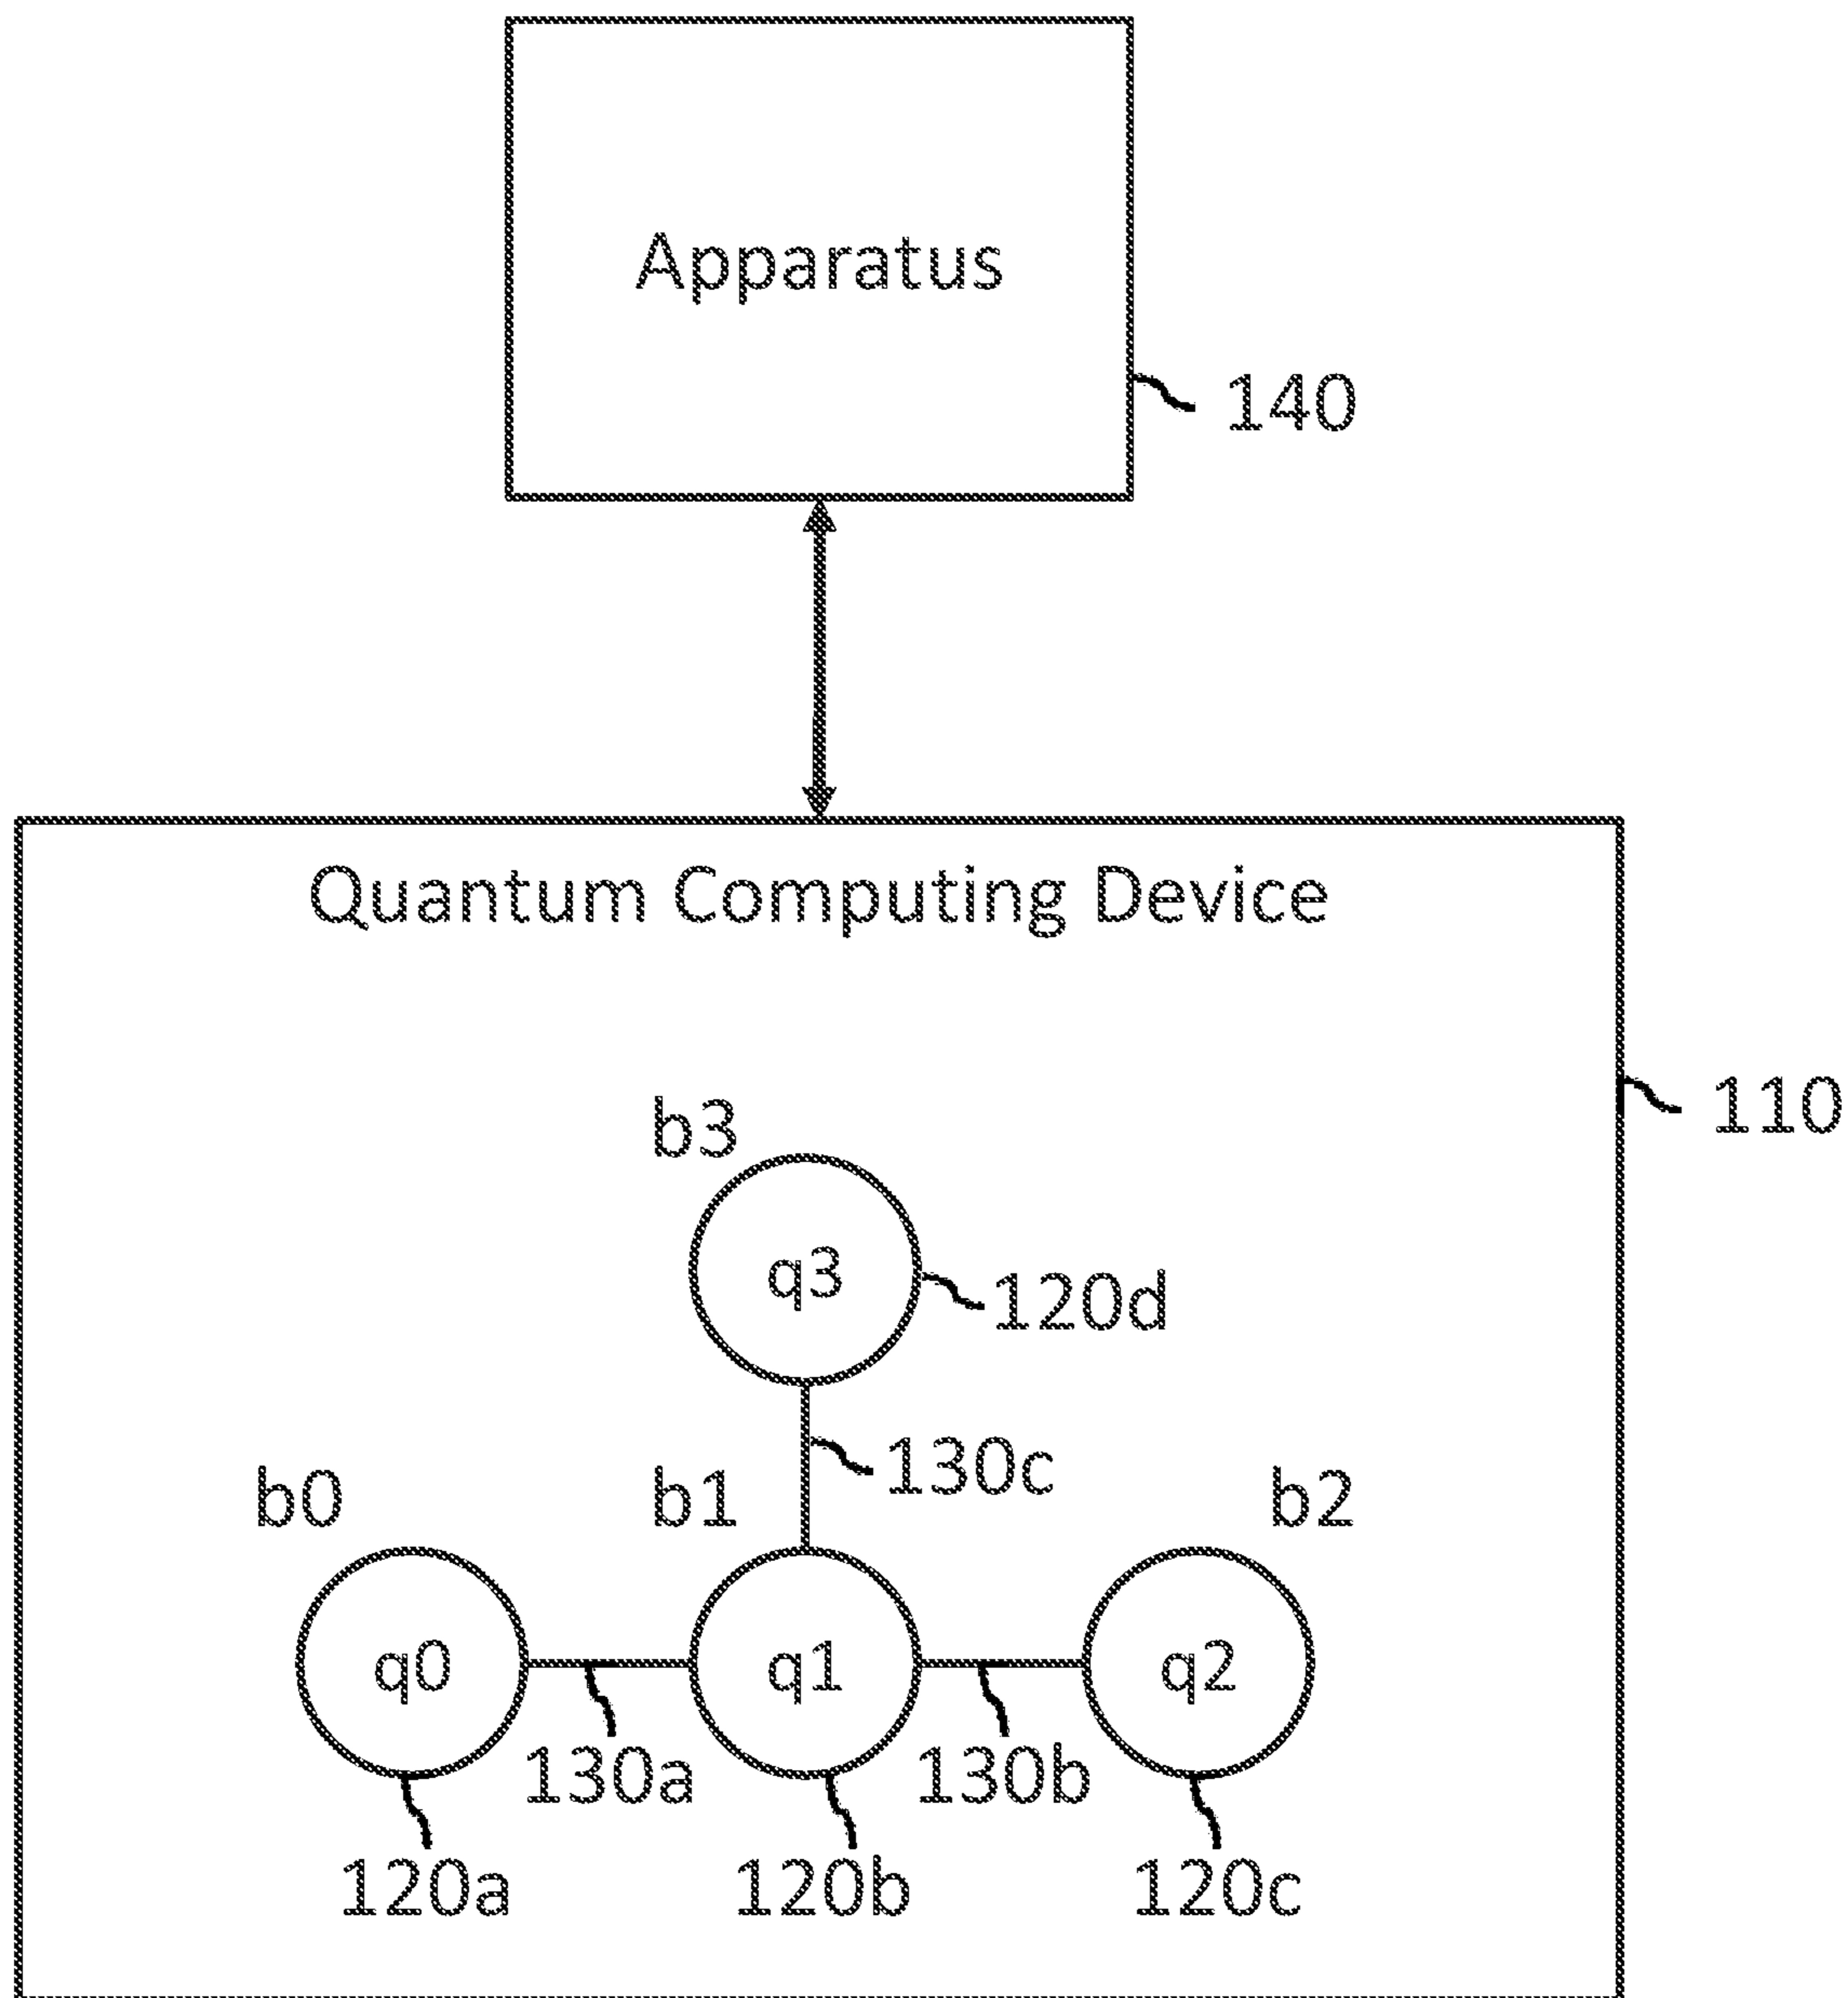 Apparatus
140
Quantum Computing Device
110
b3
q3
120d
130c
b0
b1
b2
q0
q1
q2
130a
130b
120a
120b
120c